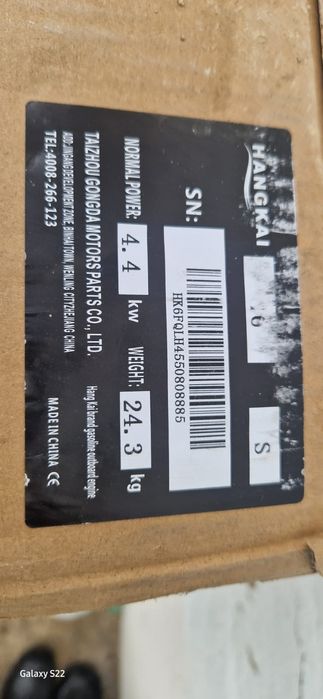 HANGKAI
6
S
SN:
HK6FQLH4550808885
NORMAL POWER: 4.4 kw WEIGHT: 24.3 kg
TAIZHOU GONGDA MOTORS PARTS CO., LTD.
Hang Kai brand gasoline outboard engine
ADD: JINGANG DEVELOPMENT ZONE, BINHAI TOWN, WENLING CITY, ZHEJIANG, CHINA
TEL:4008-266-123
MADE IN CHINA CE
Galaxy S22